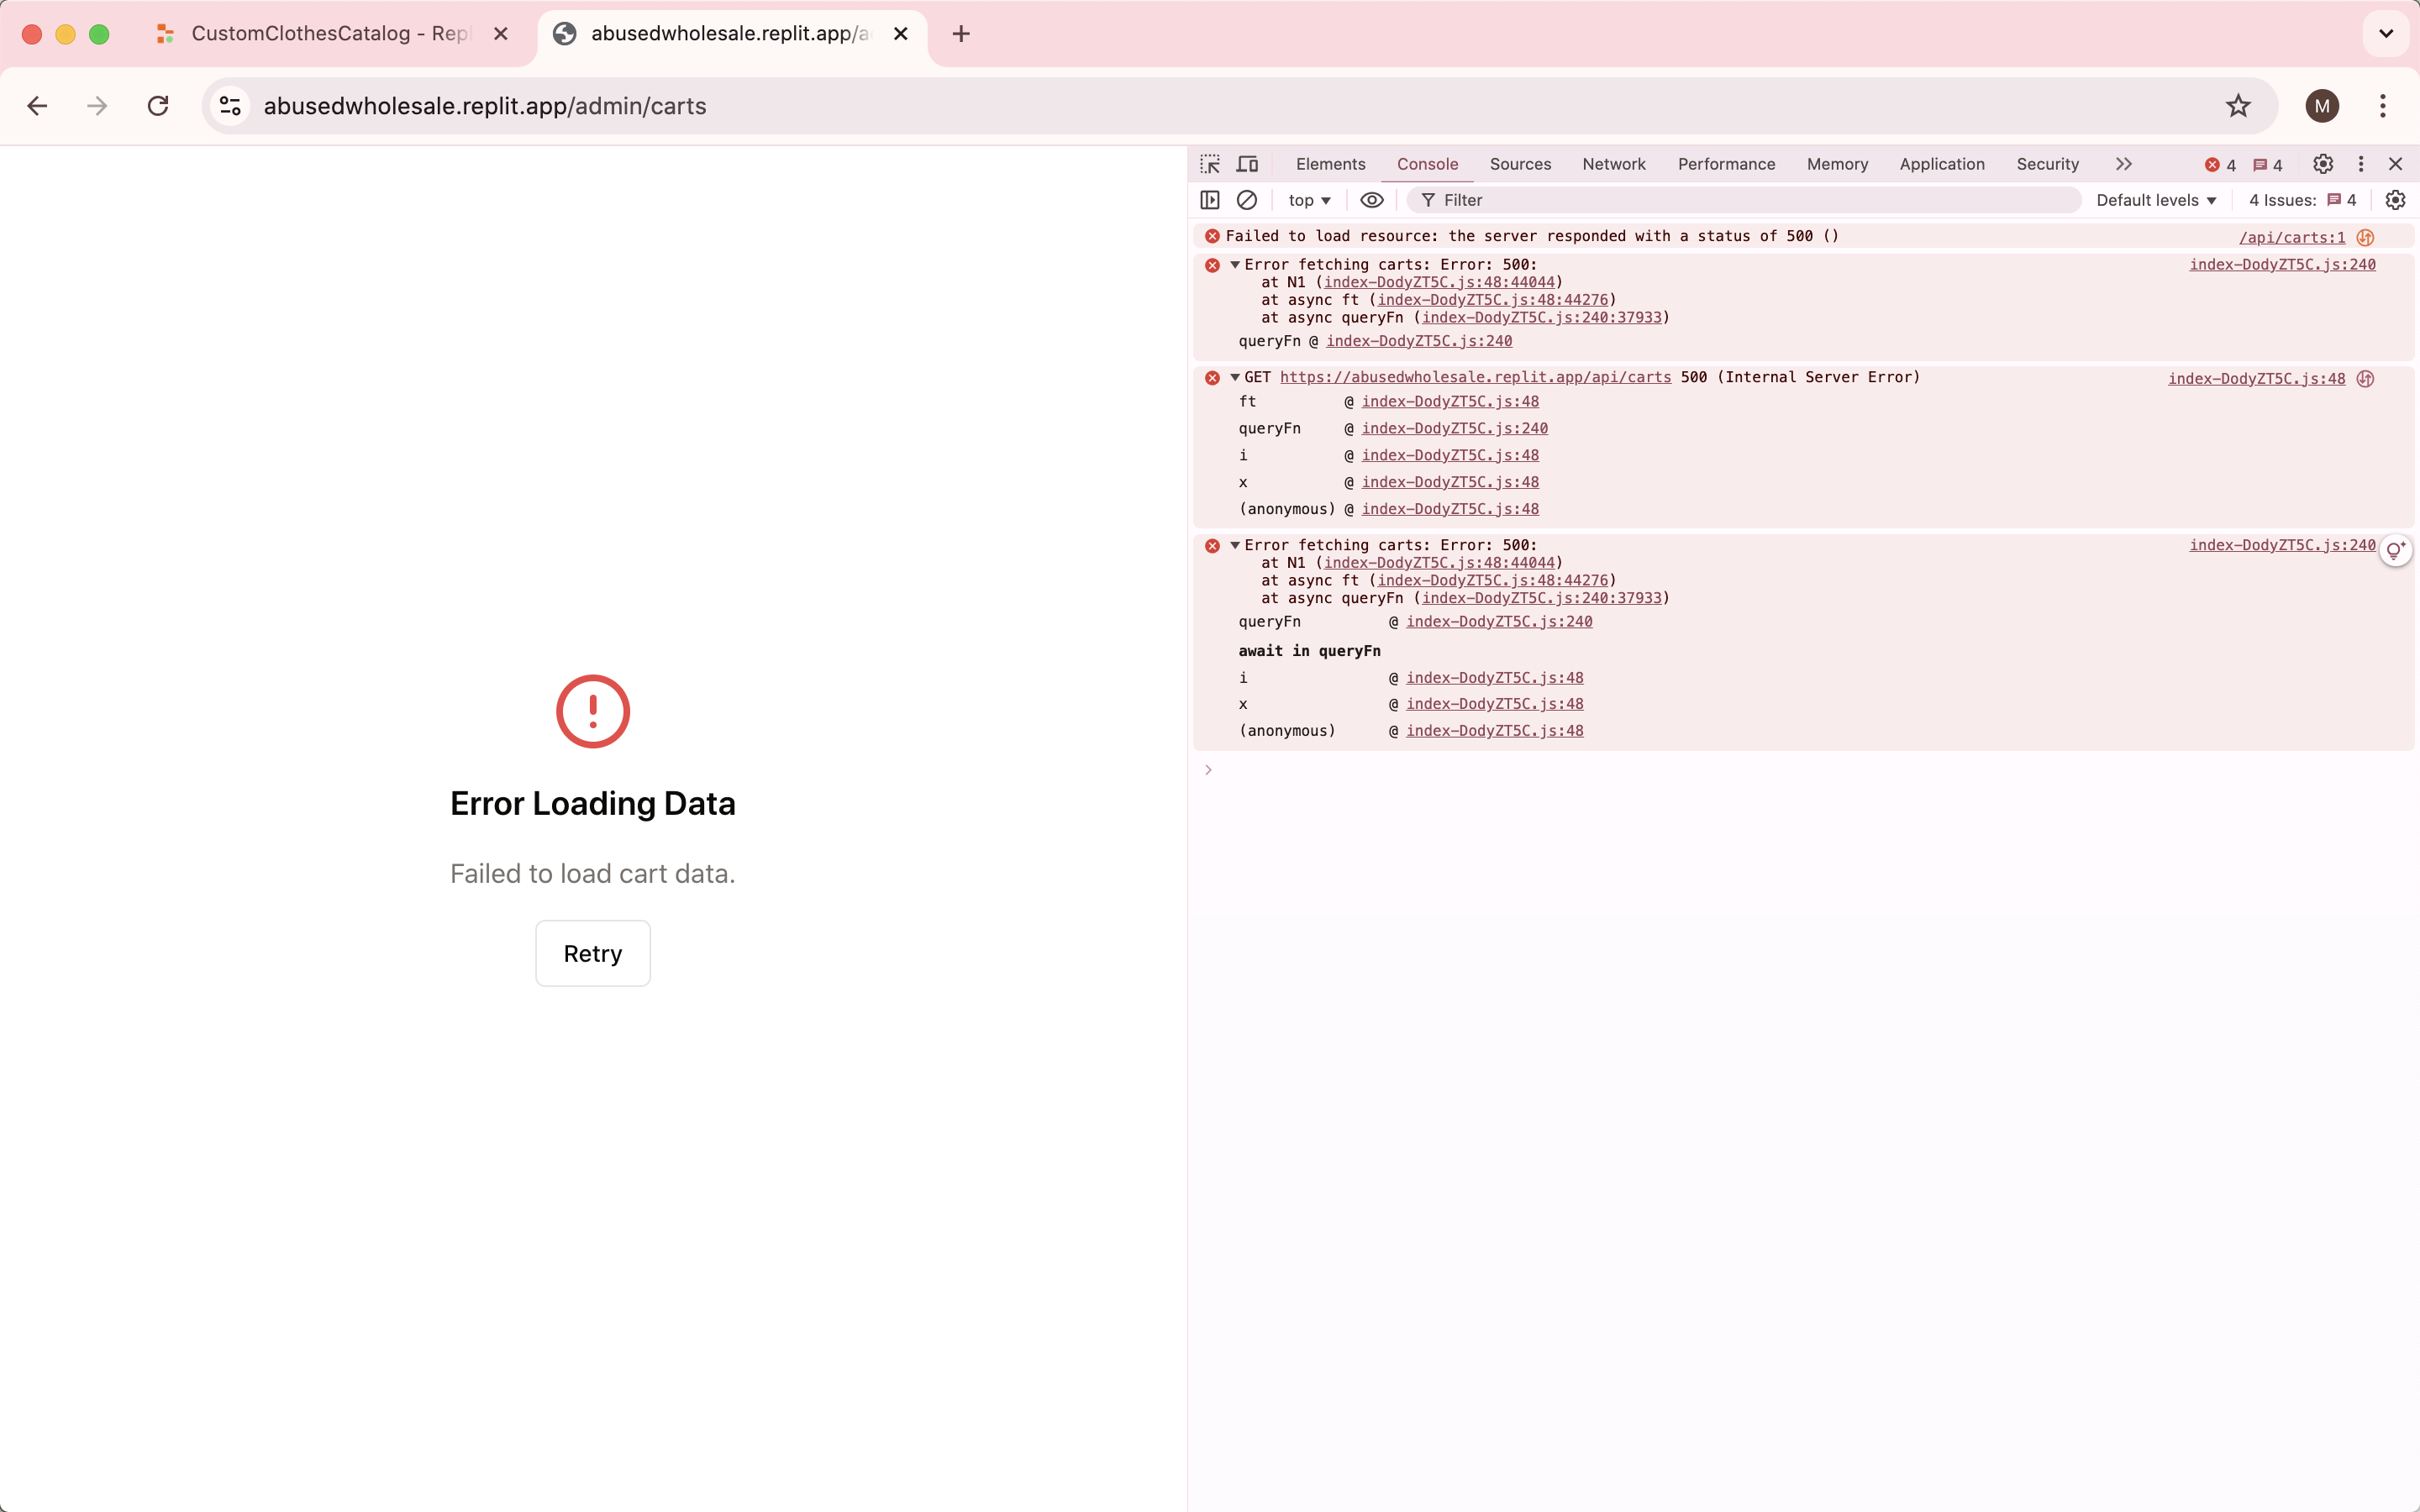 CustomClothesCatalog - Repl
abusedwholesale.replit.app/a
abusedwholesale.replit.app/admin/carts
M
Elements Console Sources Network Performance Memory Application Security 4 4
top Filter Default levels 4 Issues: 4
Failed to load resource: the server responded with a status of 500 () /api/carts:1
Error fetching carts: Error: 500: index-DodyZT5C.js:240
at N1 (index-DodyZT5C.js:48:44044)
at async ft (index-DodyZT5C.js:48:44276)
at async queryFn (index-DodyZT5C.js:240:37933)
queryFn @ index-DodyZT5C.js:240
GET https://abusedwholesale.replit.app/api/carts 500 (Internal Server Error) index-DodyZT5C.js:48
ft @ index-DodyZT5C.js:48
queryFn @ index-DodyZT5C.js:240
i @ index-DodyZT5C.js:48
x @ index-DodyZT5C.js:48
(anonymous) @ index-DodyZT5C.js:48
Error fetching carts: Error: 500: index-DodyZT5C.js:240
at N1 (index-DodyZT5C.js:48:44044)
at async ft (index-DodyZT5C.js:48:44276)
at async queryFn (index-DodyZT5C.js:240:37933)
queryFn @ index-DodyZT5C.js:240
await in queryFn
i @ index-DodyZT5C.js:48
x @ index-DodyZT5C.js:48
(anonymous) @ index-DodyZT5C.js:48
Error Loading Data
Failed to load cart data.
Retry